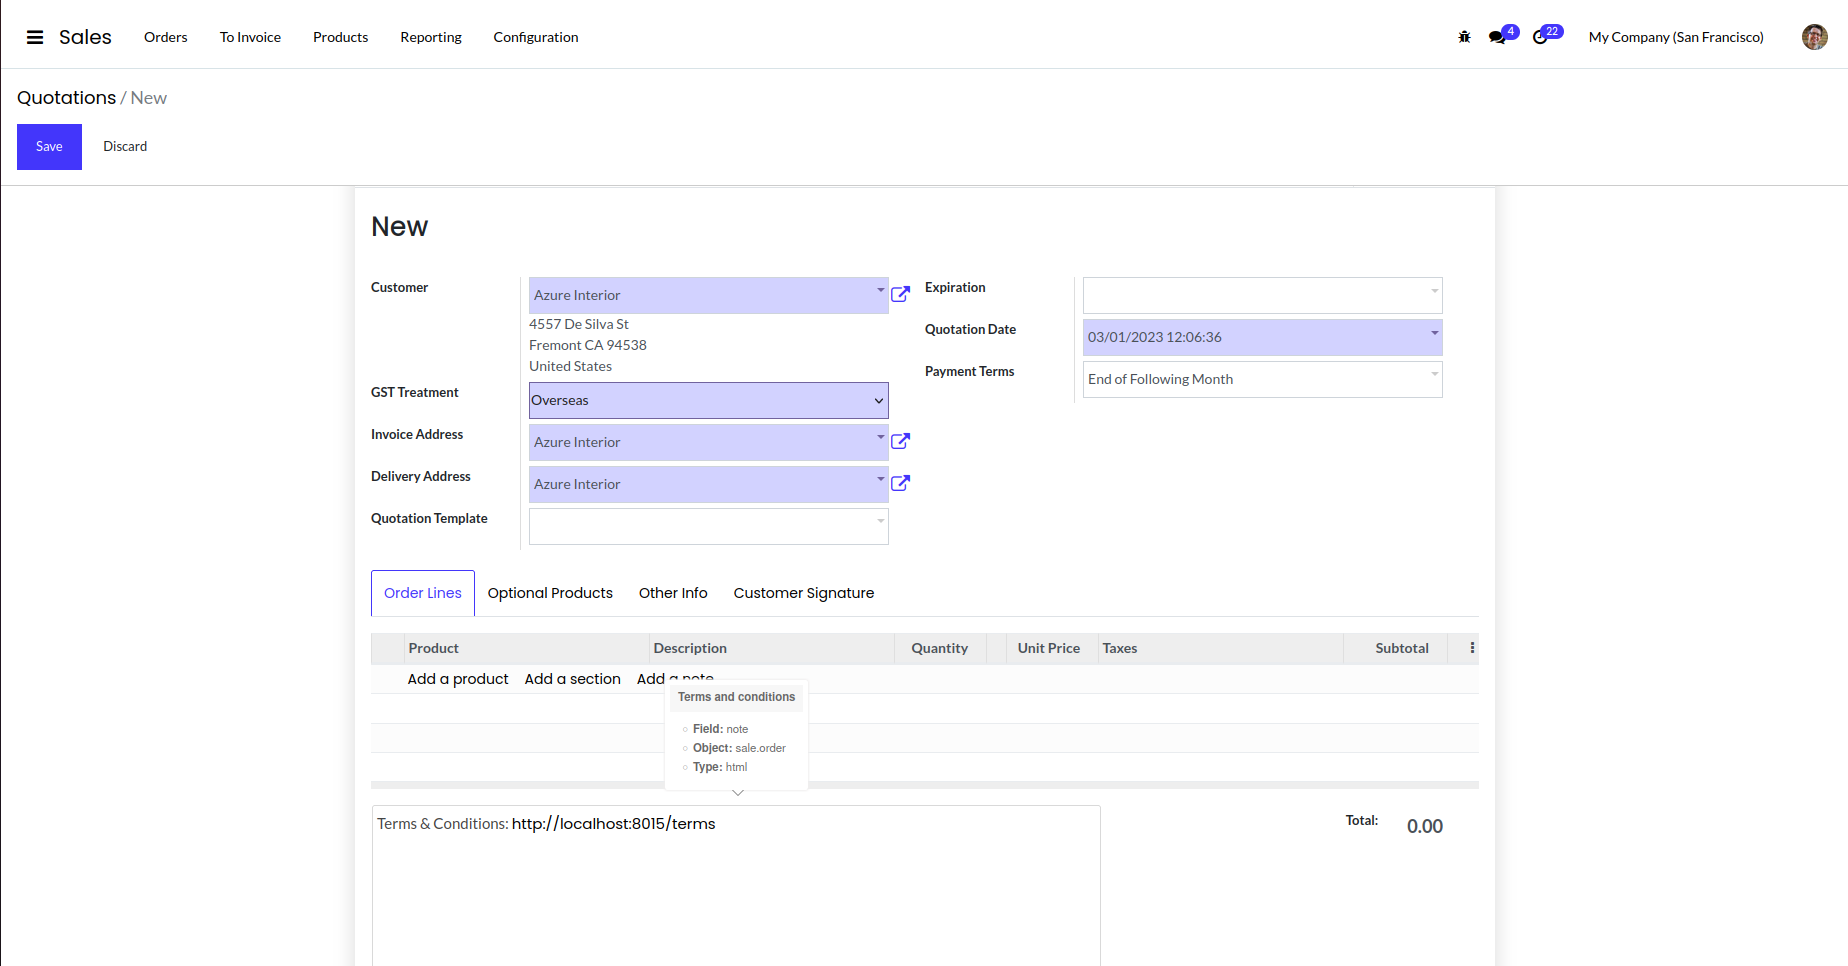 Sales Orders To Invoice Products Reporting Configuration 4 22 My Company (San Francisco)
Quotations / New
Save Discard
New
Customer Azure Interior
4557 De Silva St
Fremont CA 94538
United States
GST Treatment Overseas
Invoice Address Azure Interior
Delivery Address Azure Interior
Quotation Template
Expiration
Quotation Date 03/01/2023 12:06:36
Payment Terms End of Following Month
Order Lines Optional Products Other Info Customer Signature
Product Description Quantity Unit Price Taxes Subtotal
Add a product Add a section Add a note
Terms and conditions
Field: note
Object: sale.order
Type: html
Terms & Conditions: http://localhost:8015/terms
Total: 0.00